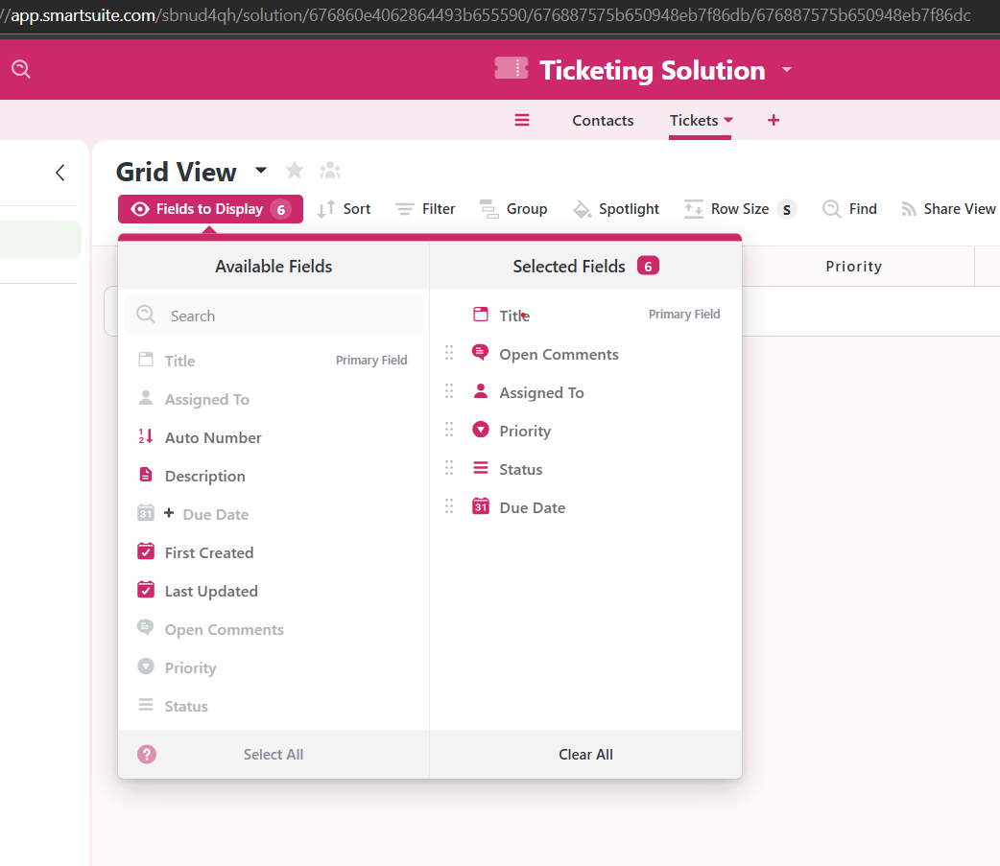 //app.smartsuite.com/sbnud4qh/solution/676860e4062864493b655590/676887575b650948eb7f86db/676887575b650948eb7f86dc
Ticketing Solution
Contacts Tickets +
Grid View
Fields to Display 6 Sort Filter Group Spotlight Row Size S Find Share View
Available Fields
Search
Title Primary Field
Assigned To
Auto Number
Description
31 + Due Date
First Created
Last Updated
Open Comments
Priority
Status
? Select All
Selected Fields 6
Title Primary Field
Open Comments
Assigned To
Priority
Status
31 Due Date
Clear All
Priority